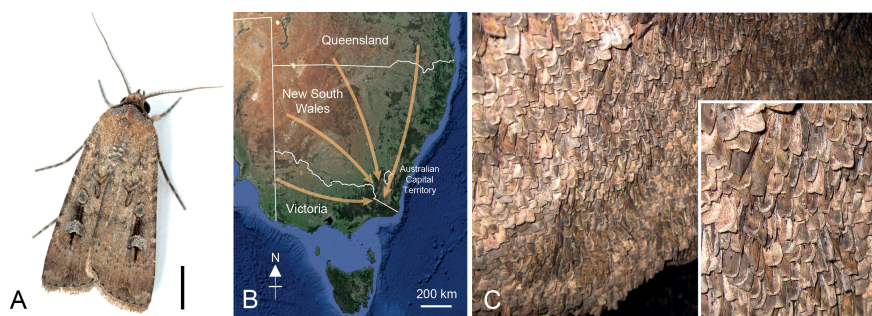 A
B
Queensland
New South
Wales
Australian
Capital
Territory
Victoria
N
200 km
C